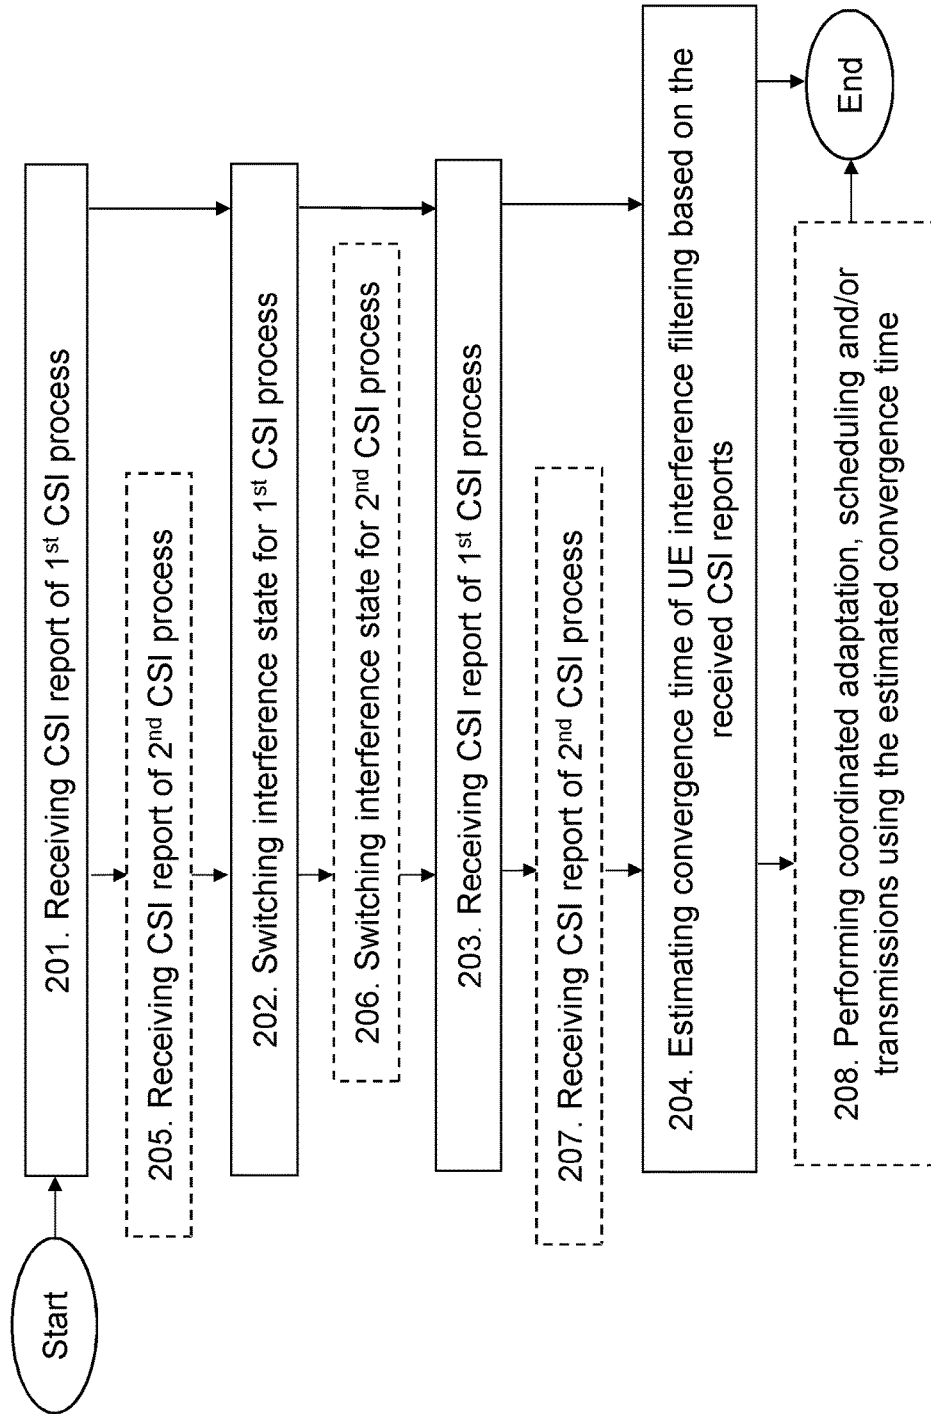 Start
201. Receiving CSI report of 1st CSI process
205. Receiving CSI report of 2nd CSI process
202. Switching interference state for 1st CSI process
206. Switching interference state for 2nd CSI process
203. Receiving CSI report of 1st CSI process
207. Receiving CSI report of 2nd CSI process
204. Estimating convergence time of UE interference filtering based on the
received CSI reports
208. Performing coordinated adaptation, scheduling and/or
transmissions using the estimated convergence time
End